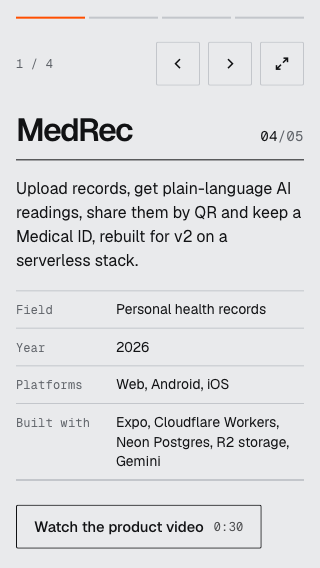 1 / 4
MedRec
04/05
Upload records, get plain-language AI
readings, share them by QR and keep a
Medical ID, rebuilt for v2 on a
serverless stack.
Field Personal health records
Year 2026
Platforms Web, Android, iOS
Built with Expo, Cloudflare Workers,
Neon Postgres, R2 storage,
Gemini
Watch the product video 0:30